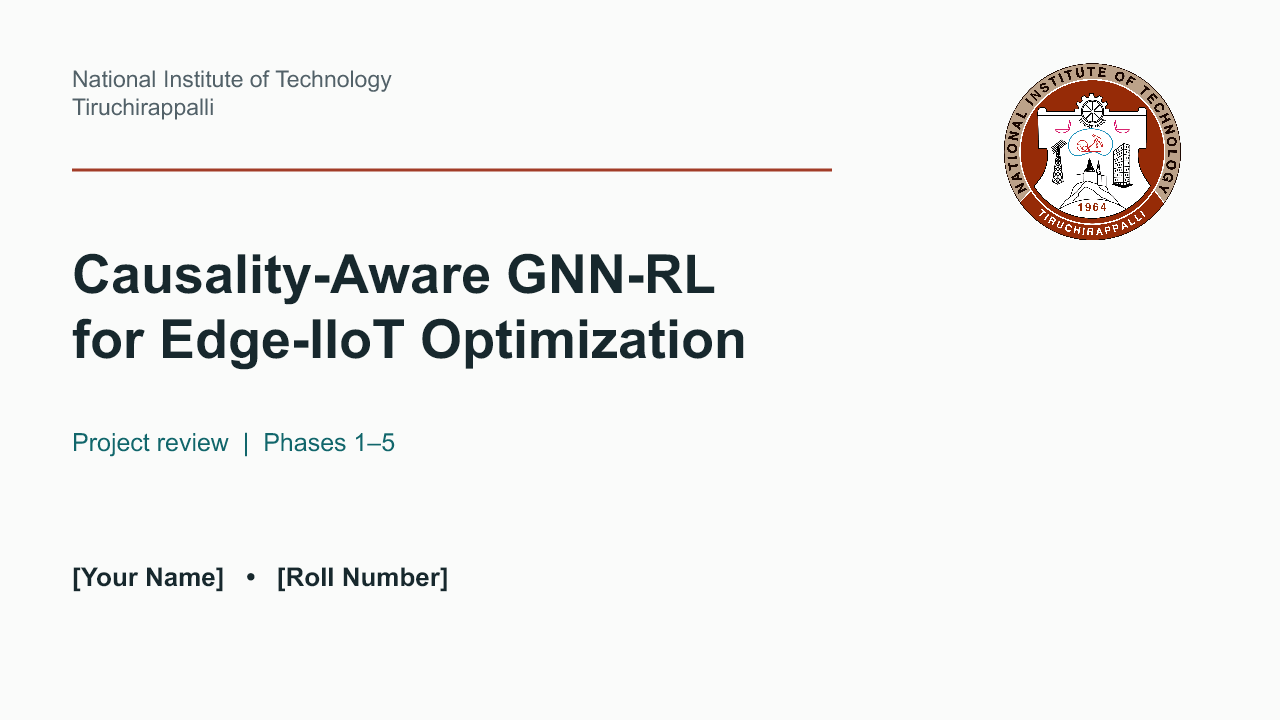 National Institute of Technology
Tiruchirappalli
NATIONAL INSTITUTE OF TECHNOLOGY
1964
TIRUCHIRAPPALLI
Causality-Aware GNN-RL
for Edge-IIoT Optimization
Project review | Phases 1–5
[Your Name] • [Roll Number]